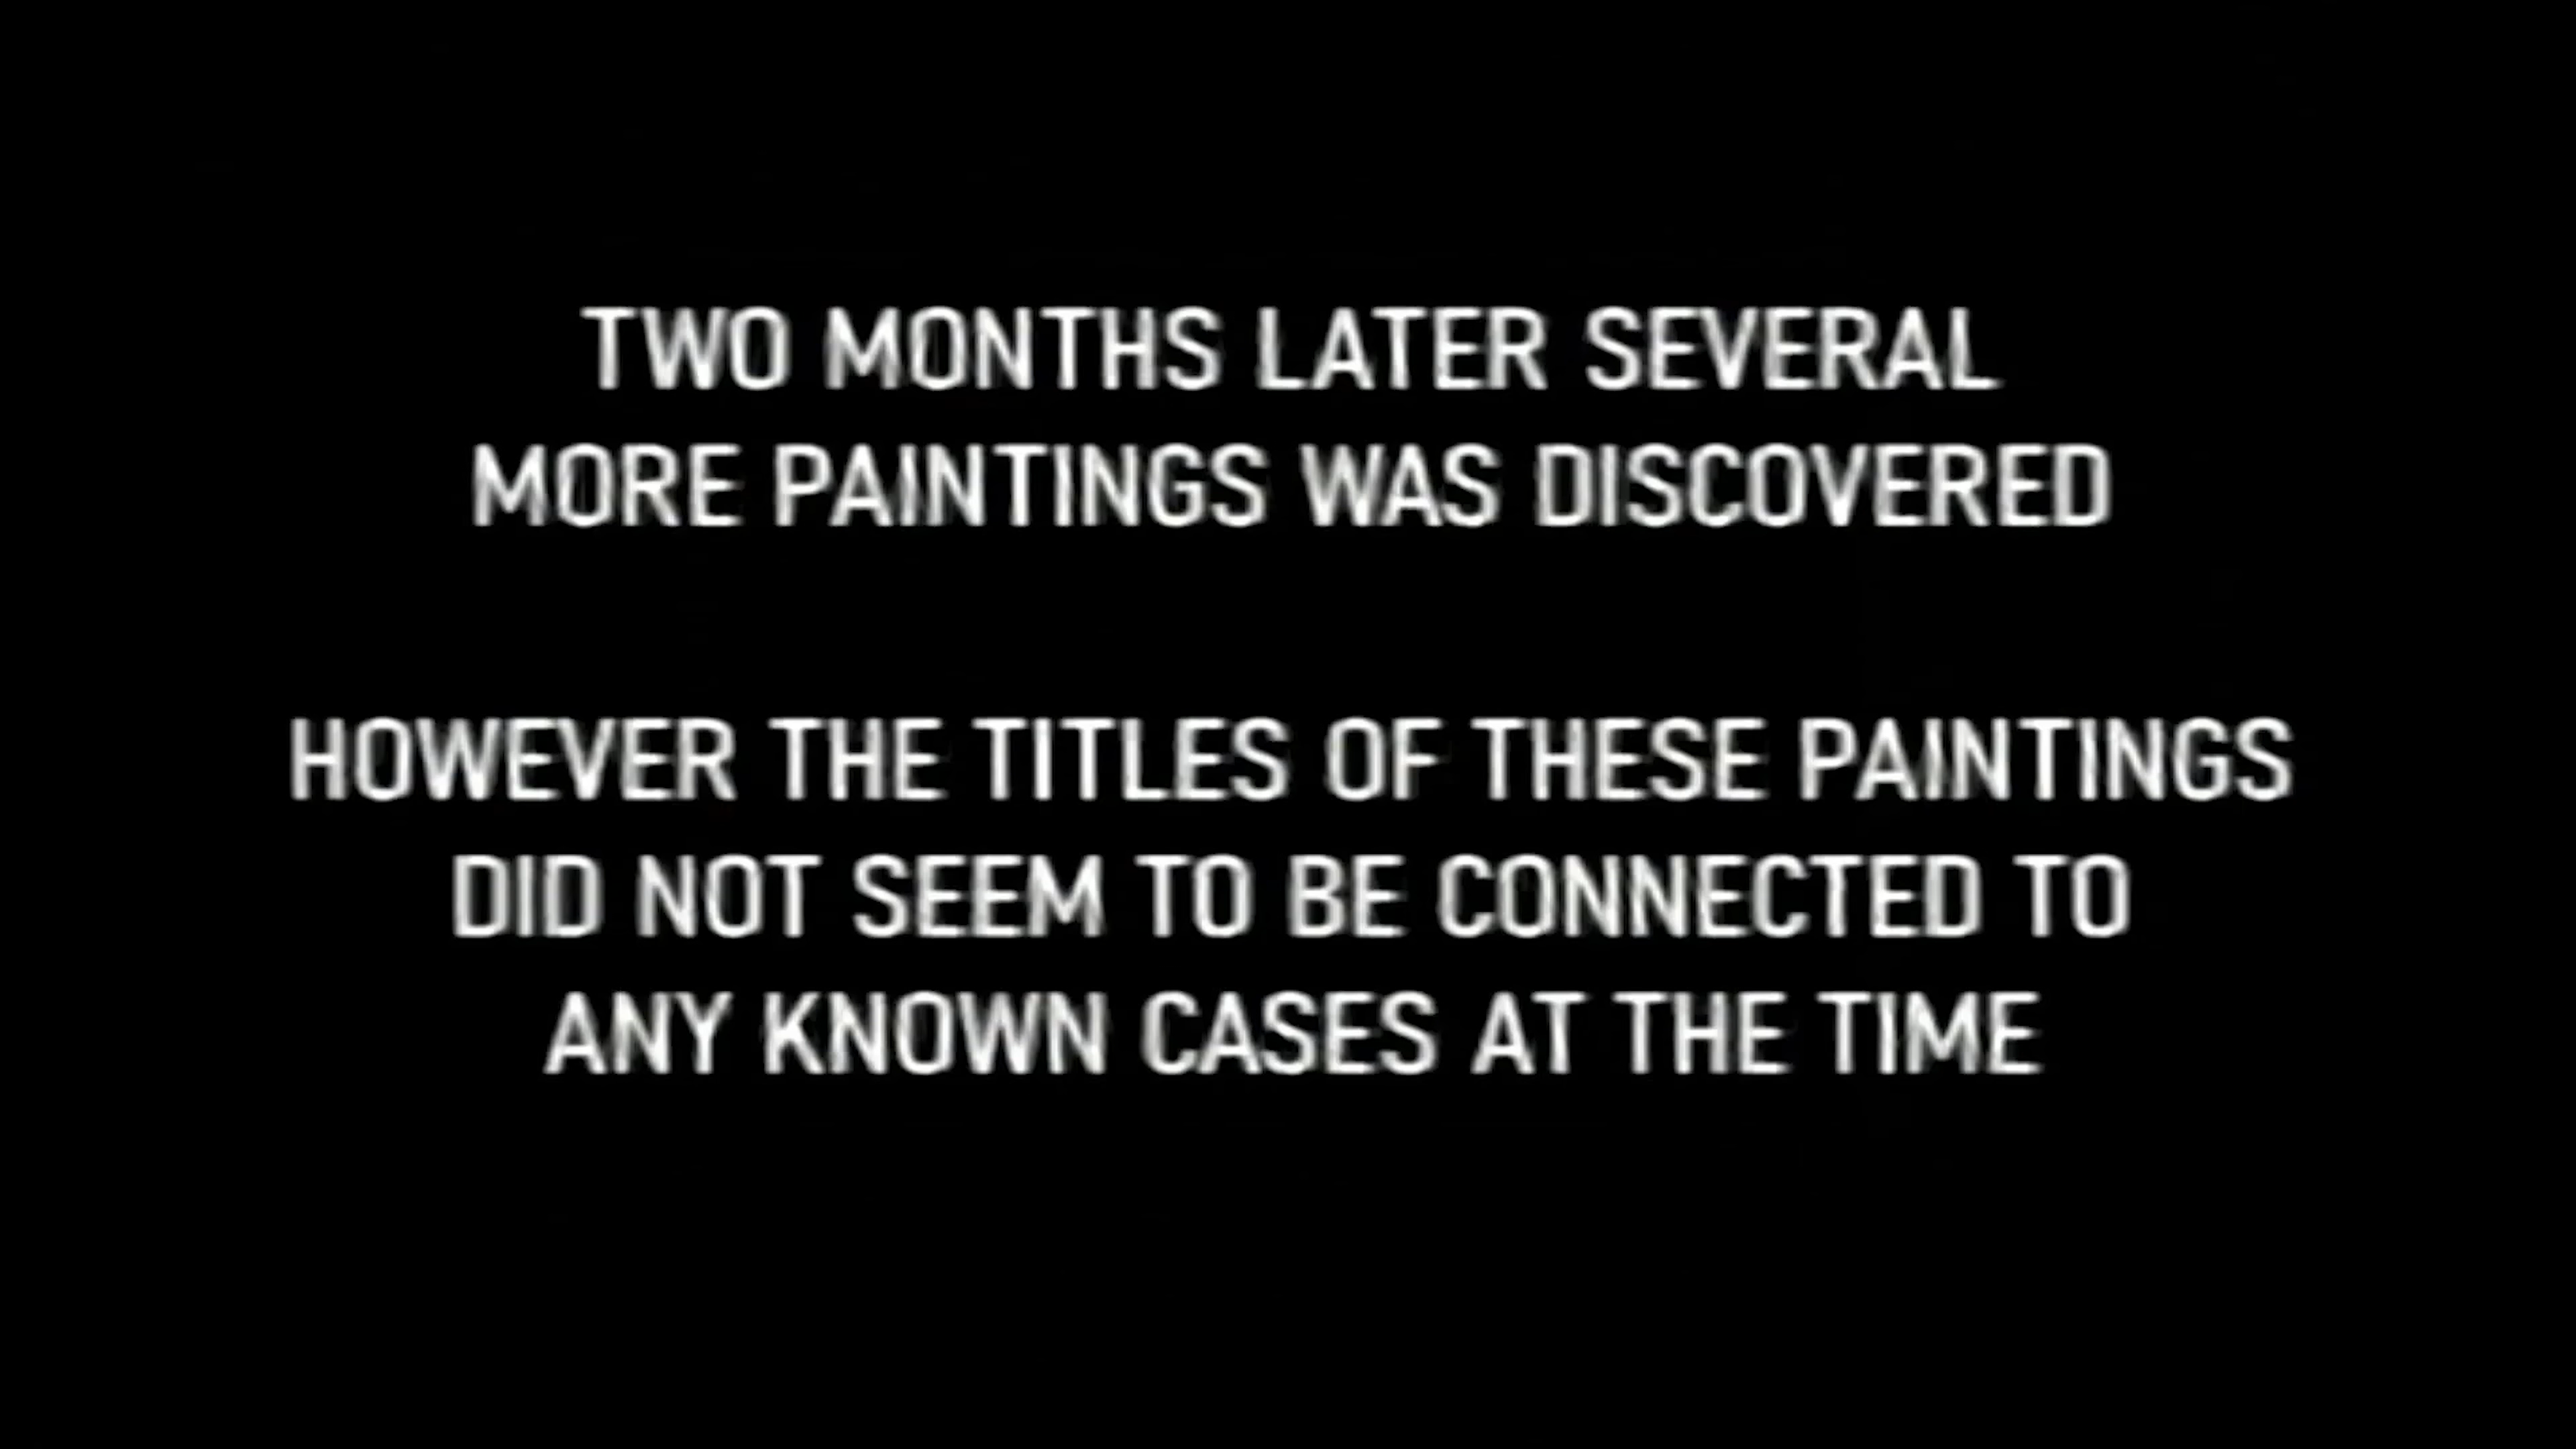 TWO MONTHS LATER SEVERAL
MORE PAINTINGS WAS DISCOVERED
HOWEVER THE TITLES OF THESE PAINTINGS
DID NOT SEEM TO BE CONNECTED TO
ANY KNOWN CASES AT THE TIME